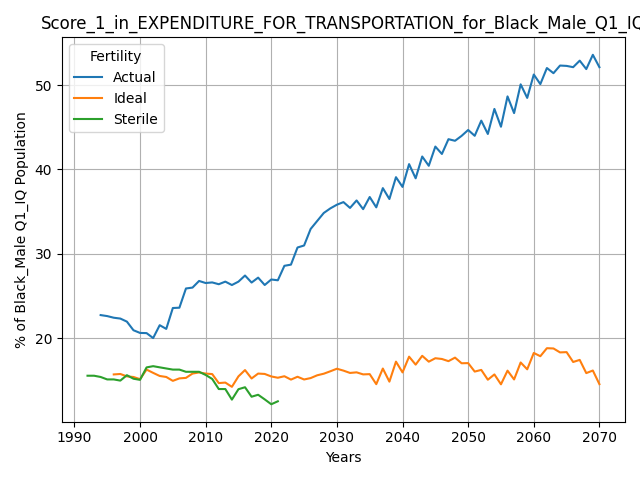 Score_1_in_EXPENDITURE_FOR_TRANSPORTATION_for_Black_Male_Q1_IQ
Fertility
Actual
Ideal
Sterile
% of Black_Male Q1_IQ Population
50
40
30
20
1990 2000 2010 2020 2030 2040 2050 2060 2070
Years